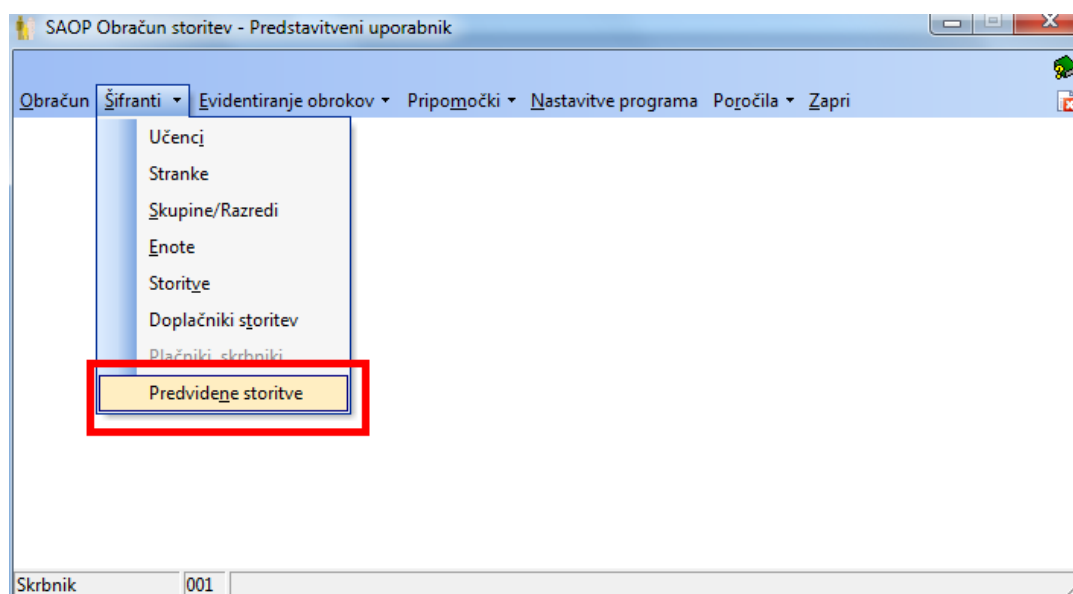 SAOP Obračun storitev - Predstavitveni uporabnik
Obračun Šifranti Evidentiranje obrokov Pripomočki Nastavitve programa Poročila Zapri
Učenci
Stranke
Skupine/Razredi
Enote
Storitve
Doplačniki storitev
Plačniki, skrbniki
Predvidene storitve
Skrbnik 001